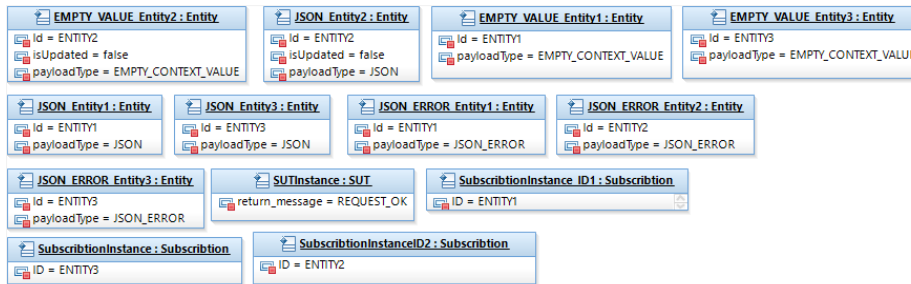 EMPTY_VALUE_Entity2 : Entity
Id = ENTITY2
isUpdated = false
payloadType = EMPTY_CONTEXT_VALUE
JSON_Entity2 : Entity
Id = ENTITY2
isUpdated = false
payloadType = JSON
EMPTY_VALUE_Entity1 : Entity
Id = ENTITY1
payloadType = EMPTY_CONTEXT_VALUE
EMPTY_VALUE_Entity3 : Entity
Id = ENTITY3
payloadType = EMPTY_CONTEXT_VALUE
JSON_Entity1 : Entity
Id = ENTITY1
payloadType = JSON
JSON_Entity3 : Entity
Id = ENTITY3
payloadType = JSON
JSON_ERROR_Entity1 : Entity
Id = ENTITY1
payloadType = JSON_ERROR
JSON_ERROR_Entity2 : Entity
Id = ENTITY2
payloadType = JSON_ERROR
JSON_ERROR_Entity3 : Entity
Id = ENTITY3
payloadType = JSON_ERROR
SUTInstance : SUT
return_message = REQUEST_OK
SubscribtionInstance_ID1 : Subscribtion
ID = ENTITY1
SubscribtionInstance : Subscribtion
ID = ENTITY3
SubscribtionInstanceID2 : Subscribtion
ID = ENTITY2